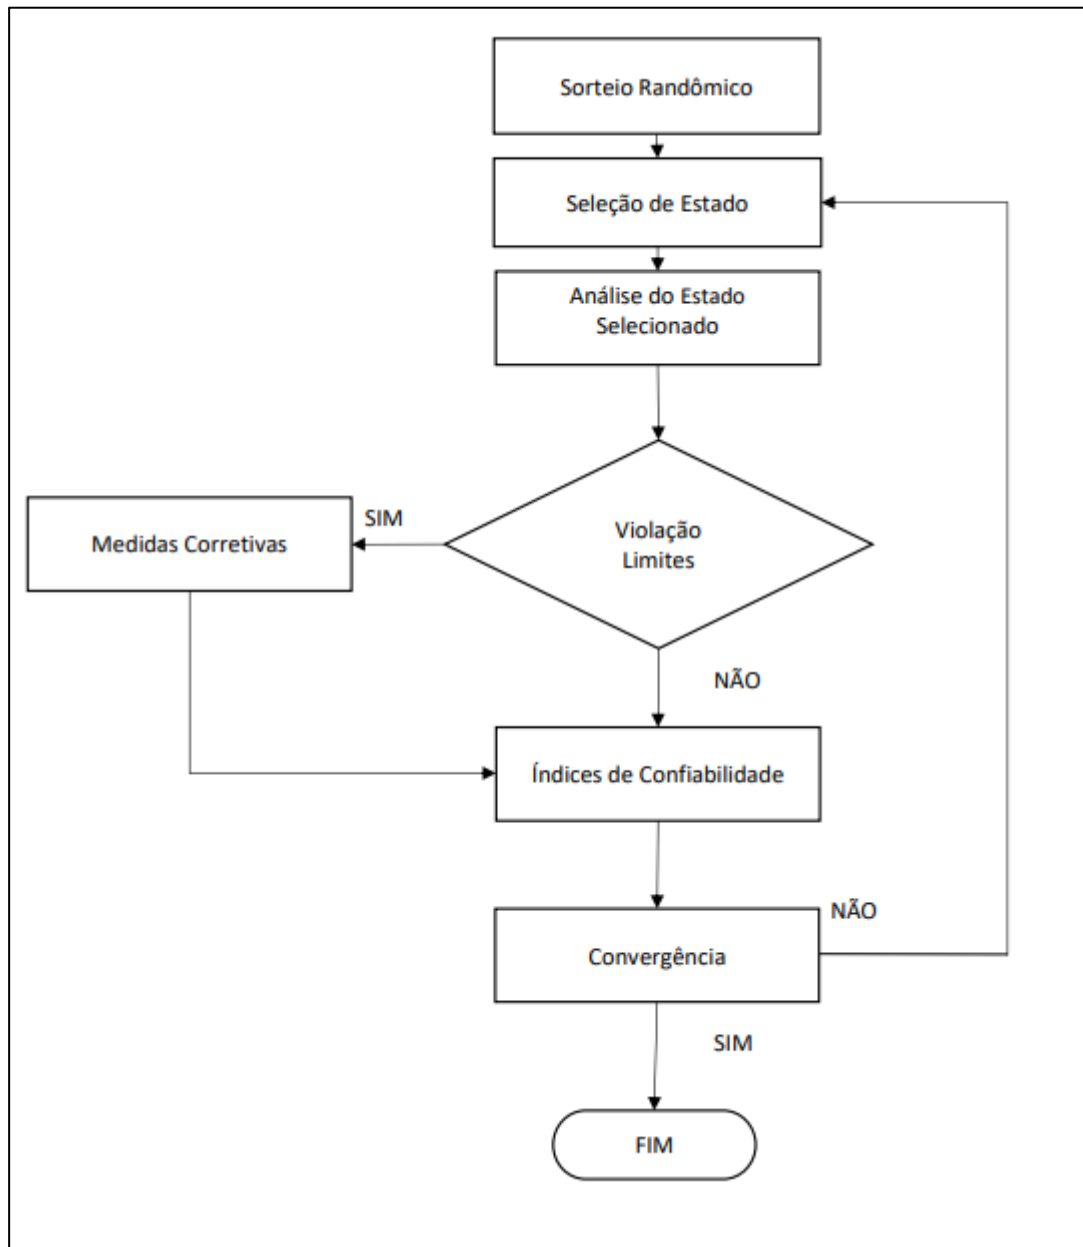 Sorteio Randômico
Seleção de Estado
Análise do Estado
Selecionado
SIM
Medidas Corretivas
Violação
Limites
NÃO
Índices de Confiabilidade
NÃO
Convergência
SIM
FIM